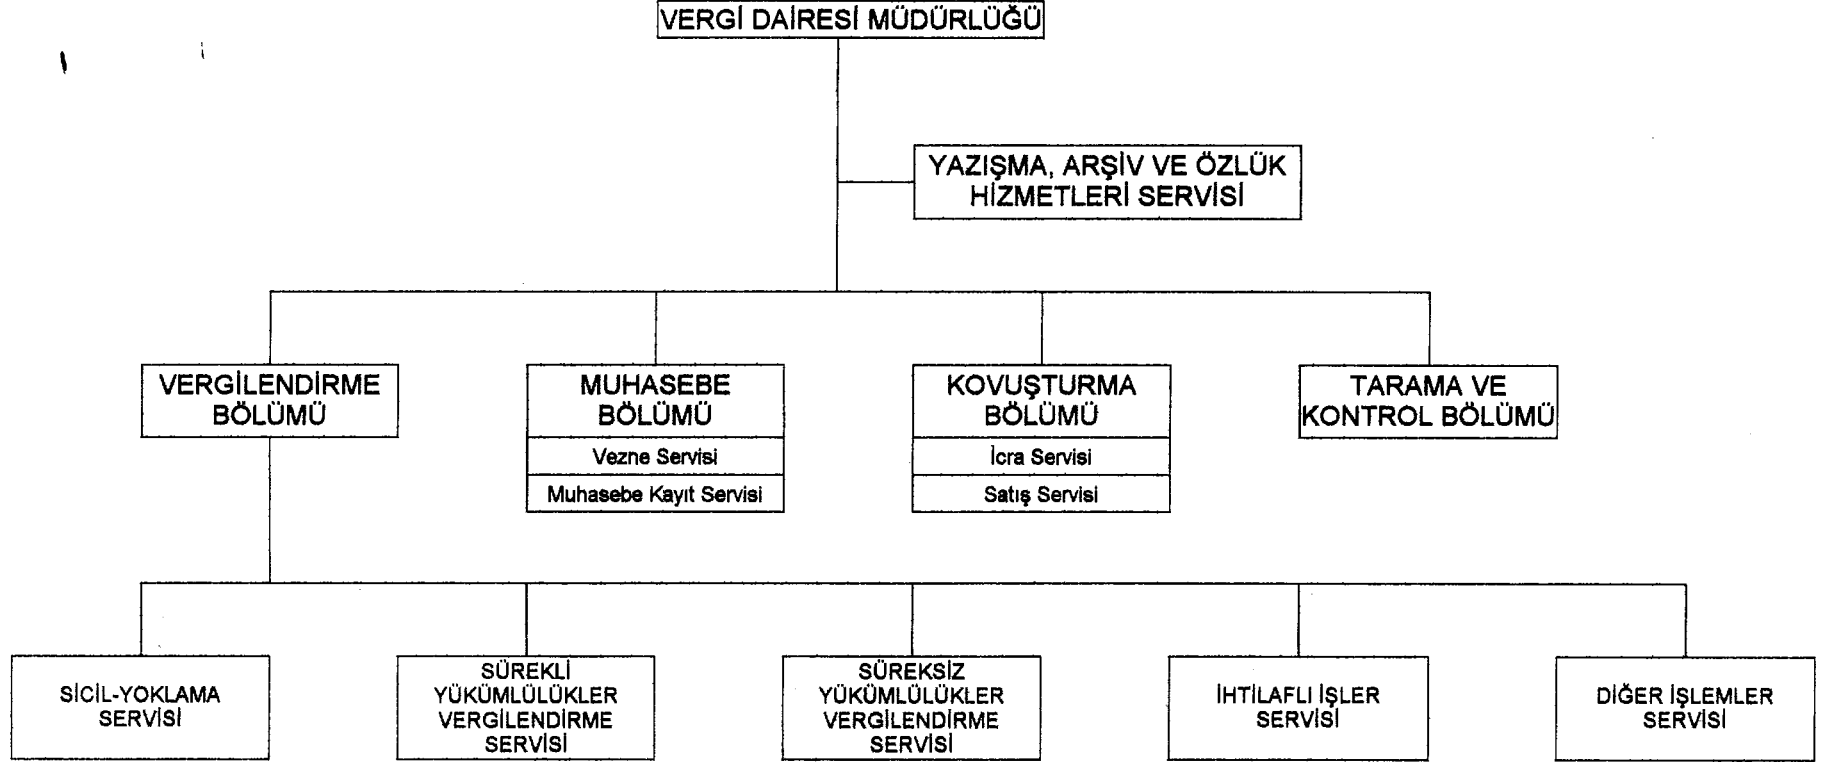 VERGİ DAİRESİ MÜDÜRLÜĞÜ
YAZIŞMA, ARŞİV VE ÖZLÜK
HİZMETLERİ SERVİSİ
VERGİLENDİRME
BÖLÜMÜ
MUHASEBE
BÖLÜMÜ
Vezne Servisi
Muhasebe Kayıt Servisi
KOVUŞTURMA
BÖLÜMÜ
İcra Servisi
Satış Servisi
TARAMA VE
KONTROL BÖLÜMÜ
SİCİL-YOKLAMA
SERVİSİ
SÜREKLİ
YÜKÜMLÜLÜKLER
VERGİLENDİRME
SERVİSİ
SÜREKSİZ
YÜKÜMLÜLÜKLER
VERGİLENDİRME
SERVİSİ
İHTİLAFLI İŞLER
SERVİSİ
DİĞER İŞLEMLER
SERVİSİ